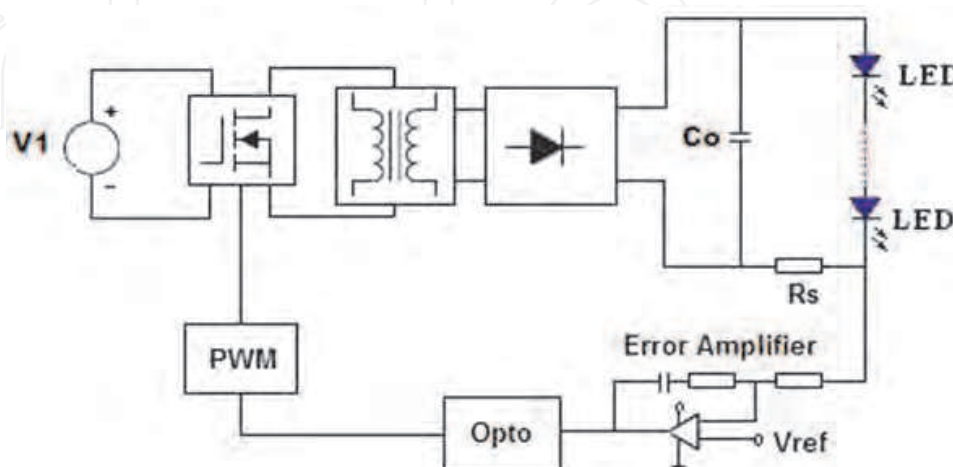 +
V1
-
Co
LED
LED
Rs
PWM
Error Amplifier
Opto
Vref